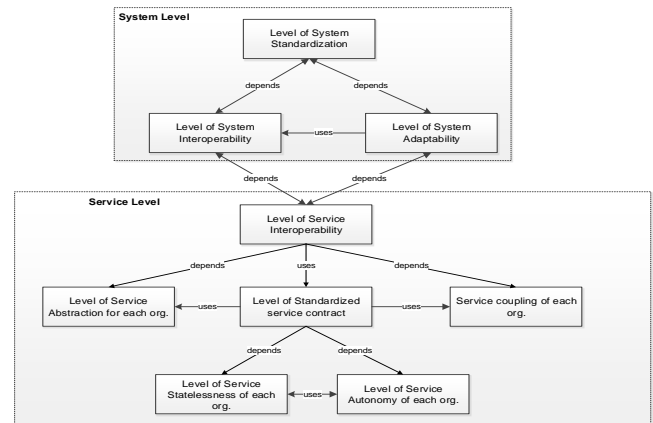 System Level
Level of System
Standardization
depends
depends
Level of System
Interoperability
uses
Level of System
Adaptability
depends
depends
Service Level
Level of Service
Interoperability
depends
uses
depends
Level of Service
Abstraction for each org.
uses
Level of Standardized
service contract
uses
Service coupling of each
org.
depends
depends
Level of Service
Statelessness of each
org.
uses
Level of Service
Autonomy of each org.